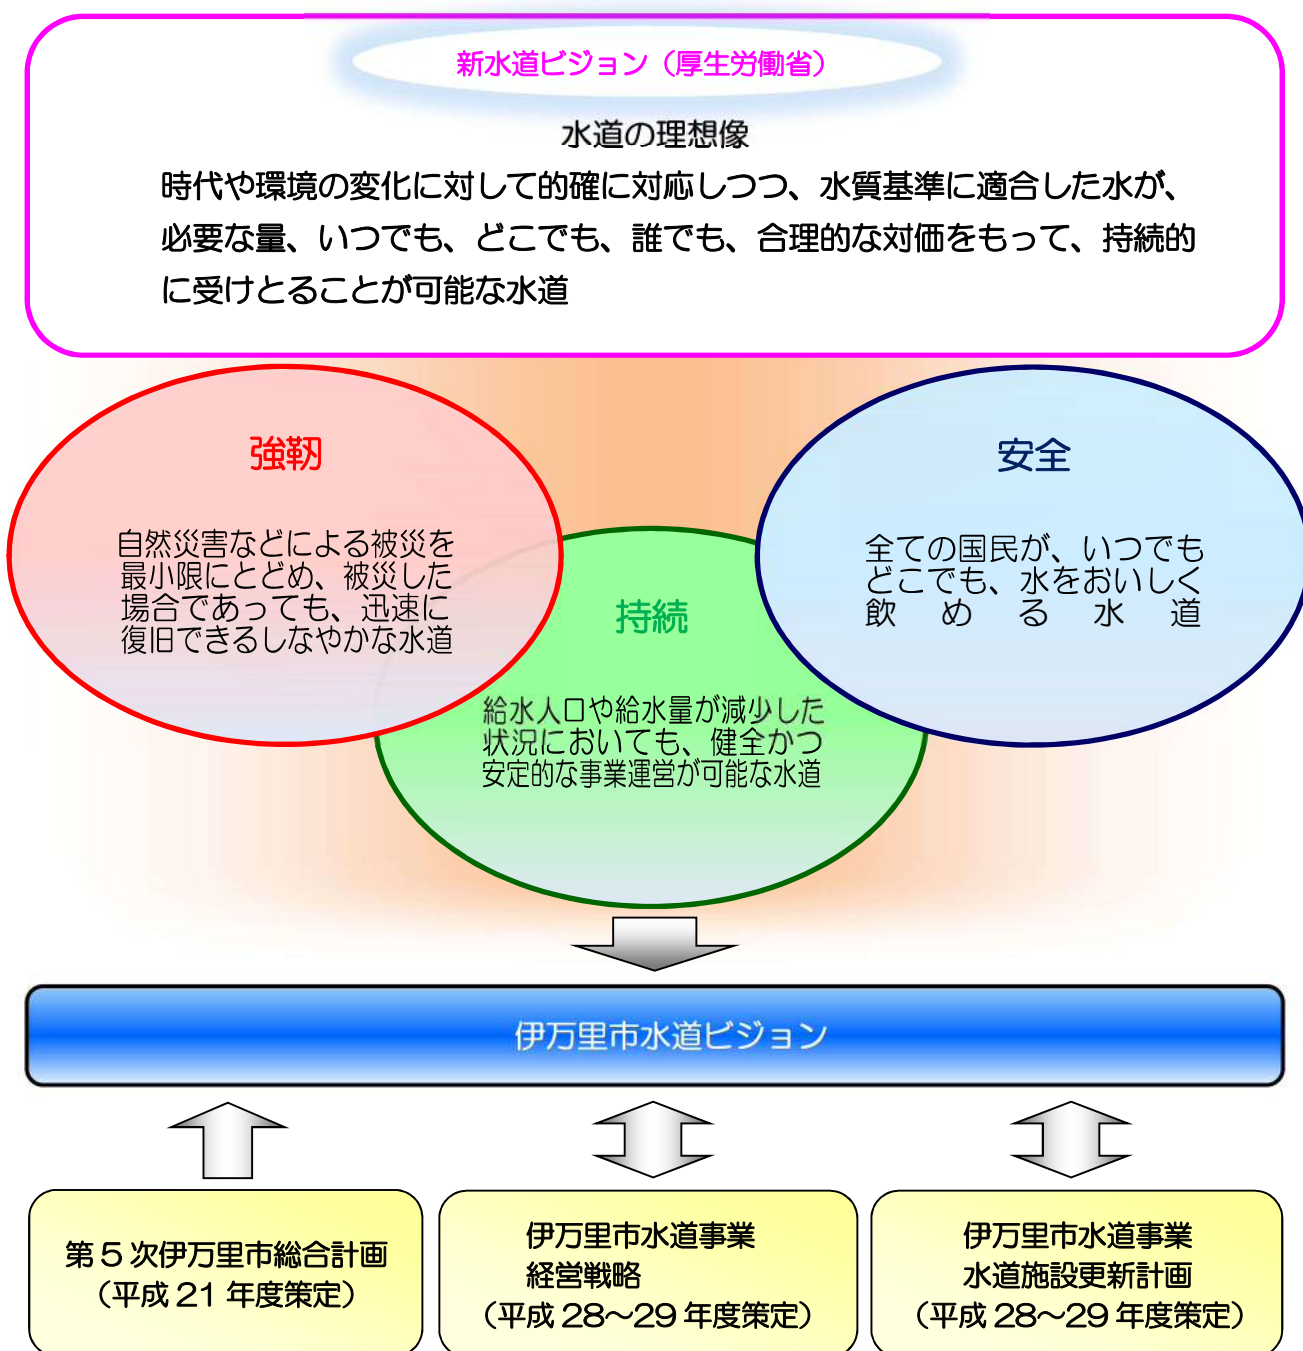 新水道ビジョン（厚生労働省）
水道の理想像
時代や環境の変化に対して的確に対応しつつ、水質基準に適合した水が、
必要な量、いつでも、どこでも、誰でも、合理的な対価をもって、持続的
に受けとることが可能な水道
強靭
自然災害などによる被災を
最小限にとどめ、被災した
場合であっても、迅速に
復旧できるしなやかな水道
安全
全ての国民が、いつでも
どこでも、水をおいしく
飲める水道
持続
給水人口や給水量が減少した
状況においても、健全かつ
安定的な事業運営が可能な水道
伊万里市水道ビジョン
第５次伊万里市総合計画
（平成 21 年度策定）
伊万里市水道事業
経営戦略
（平成 28～29 年度策定）
伊万里市水道事業
水道施設更新計画
（平成 28～29 年度策定）